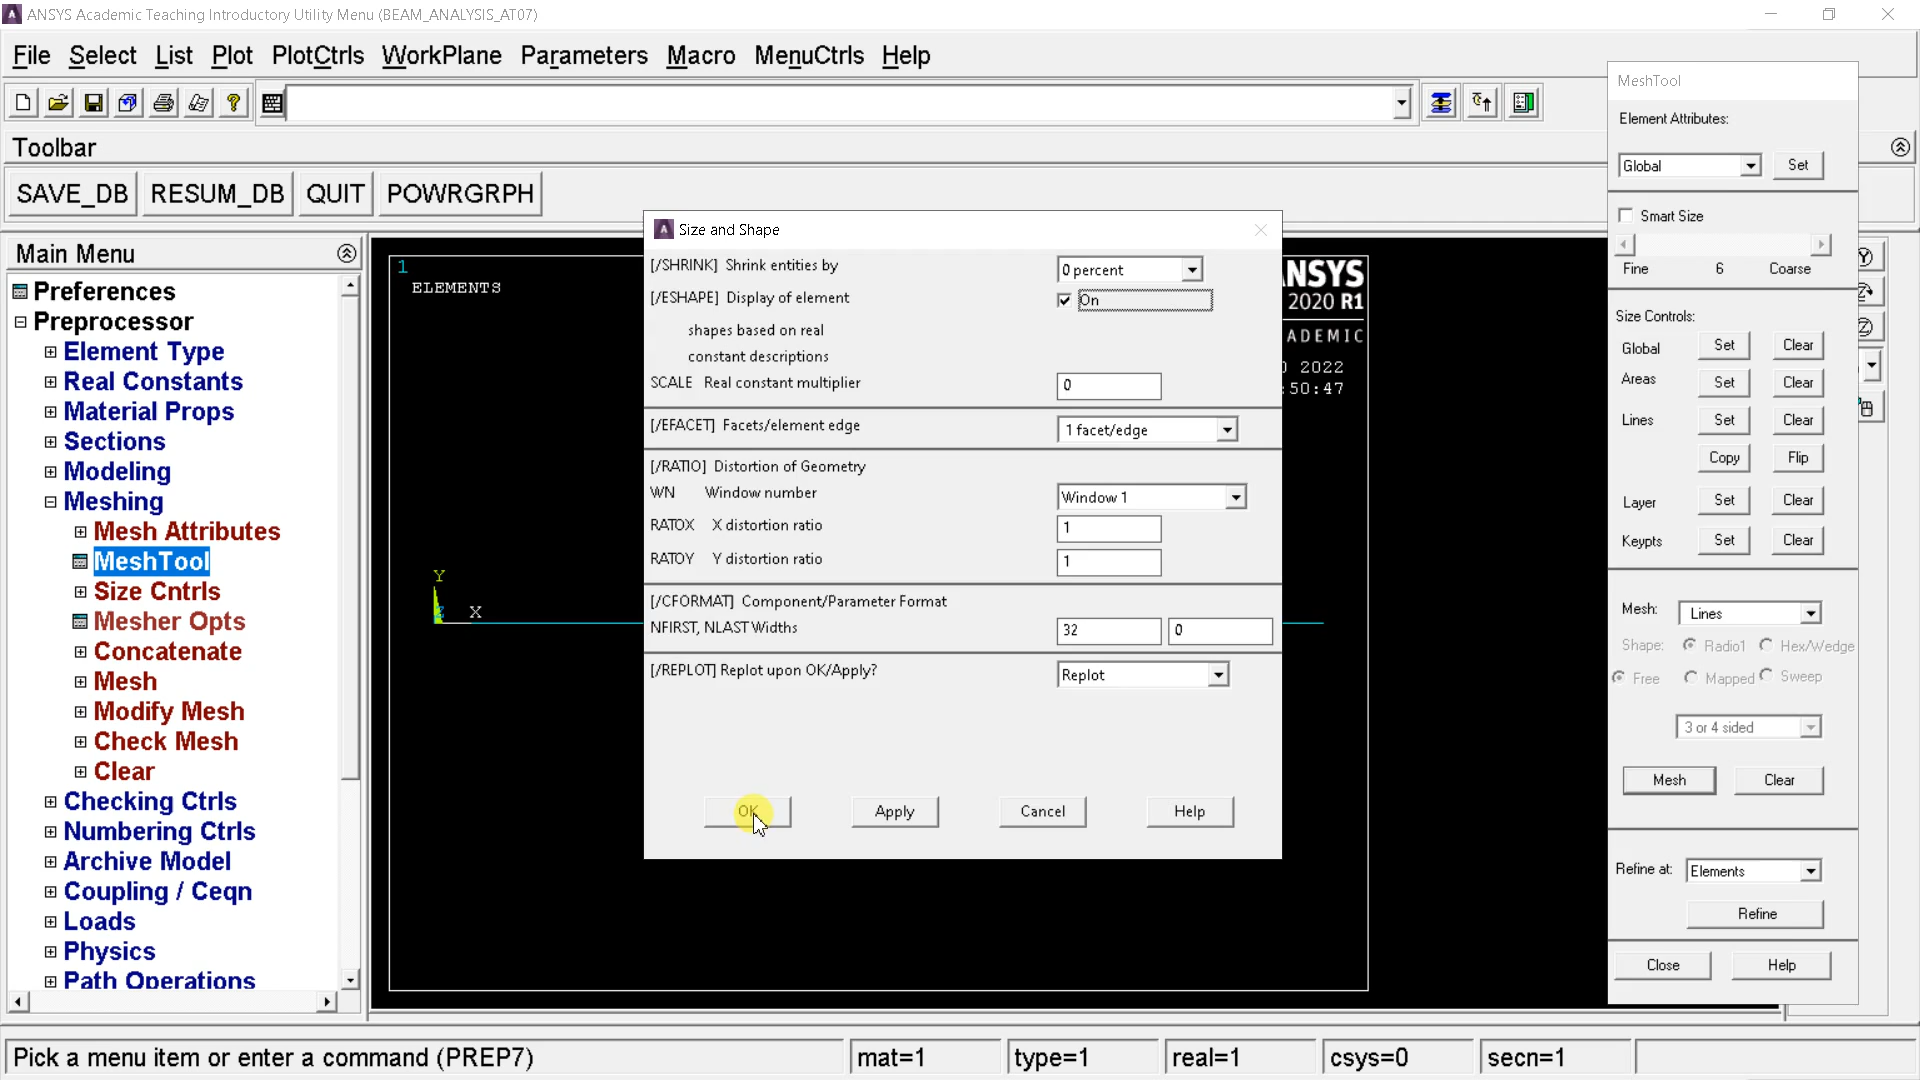 ANSYS Academic Teaching Introductory Utility Menu (BEAM_ANALYSIS_AT07)
File Select List Plot PlotCtrls WorkPlane Parameters Macro MenuCtrls Help
Toolbar
SAVE_DB RESUM_DB QUIT POWRGRPH
Main Menu
Preferences
Preprocessor
Element Type
Real Constants
Material Props
Sections
Modeling
Meshing
Mesh Attributes
MeshTool
Size Cntrls
Mesher Opts
Concatenate
Mesh
Modify Mesh
Check Mesh
Clear
Checking Ctrls
Numbering Ctrls
Archive Model
Coupling / Ceqn
Loads
Physics
Path Operations
1
ELEMENTS
Y
X
NSYS
2020 R1
ADEMIC
2022
:50:47
Size and Shape
[/SHRINK] Shrink entities by 0 percent
[/ESHAPE] Display of element On
shapes based on real
constant descriptions
SCALE Real constant multiplier 0
[/EFACET] Facets/element edge 1 facet/edge
[/RATIO] Distortion of Geometry
WN Window number Window 1
RATOX X distortion ratio 1
RATOY Y distortion ratio 1
[/CFORMAT] Component/Parameter Format
NFIRST, NLAST Widths 32 0
[/REPLOT] Replot upon OK/Apply? Replot
OK Apply Cancel Help
MeshTool
Element Attributes:
Global Set
Smart Size
Fine 6 Coarse
Size Controls:
Global Set Clear
Areas Set Clear
Lines Set Clear
Copy Flip
Layer Set Clear
Keypts Set Clear
Mesh: Lines
Shape: Radio1 Hex/Wedge
Free Mapped Sweep
3 or 4 sided
Mesh Clear
Refine at: Elements
Refine
Close Help
Y
Z
Pick a menu item or enter a command (PREP7) mat=1 type=1 real=1 csys=0 secn=1